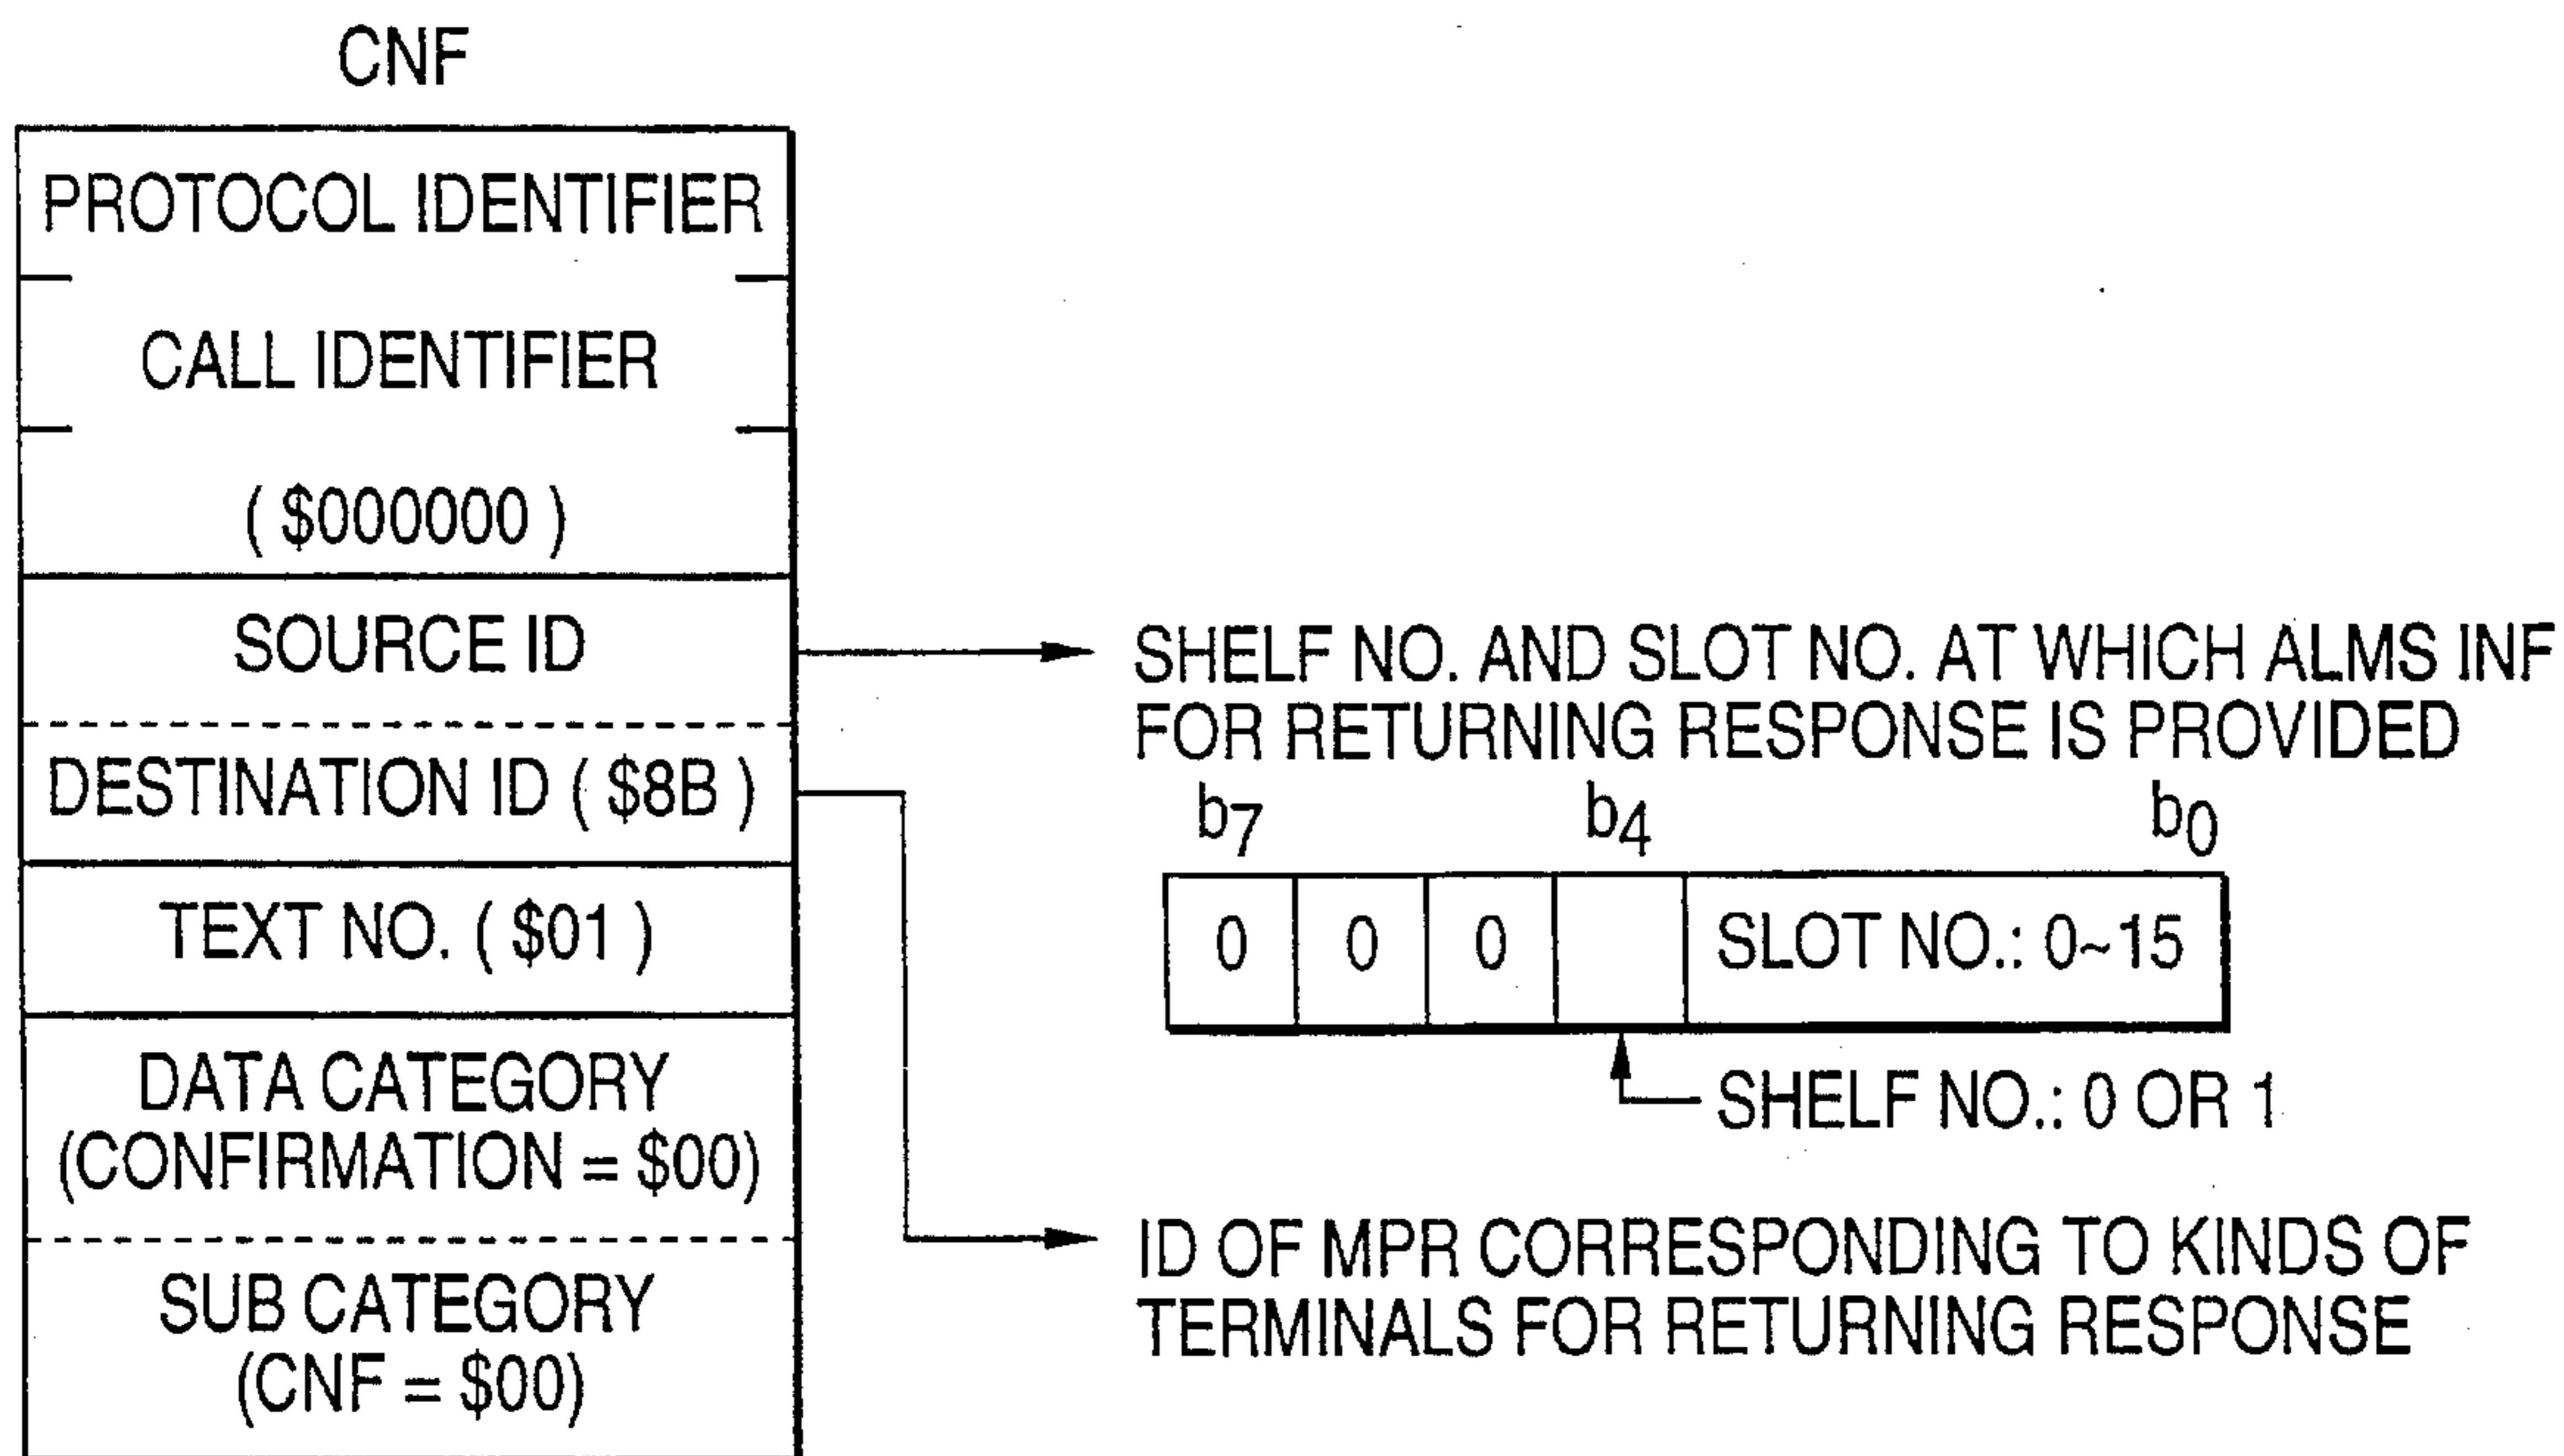 CNF
PROTOCOL IDENTIFIER
CALL IDENTIFIER
( $000000 )
SOURCE ID
DESTINATION ID ( $8B )
TEXT NO. ( $01 )
DATA CATEGORY
(CONFIRMATION = $00)
SUB CATEGORY
(CNF = $00)
SHELF NO. AND SLOT NO. AT WHICH ALMS INF
FOR RETURNING RESPONSE IS PROVIDED
b7 b4 b0
0 0 0 SLOT NO.: 0~15
SHELF NO.: 0 OR 1
ID OF MPR CORRESPONDING TO KINDS OF
TERMINALS FOR RETURNING RESPONSE